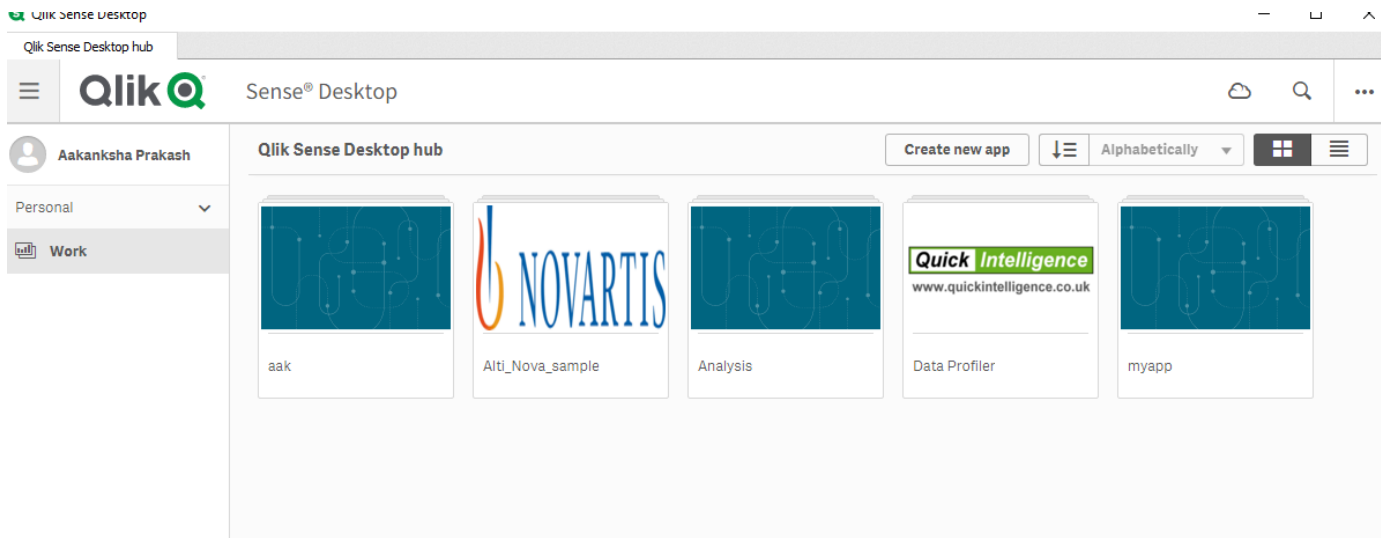 Qlik Sense Desktop
Qlik Sense Desktop hub
Qlik Sense® Desktop
Aakanksha Prakash
Qlik Sense Desktop hub
Create new app
Alphabetically
Personal
Work
NOVARTIS
Quick Intelligence
www.quickintelligence.co.uk
aak
Alti_Nova_sample
Analysis
Data Profiler
myapp